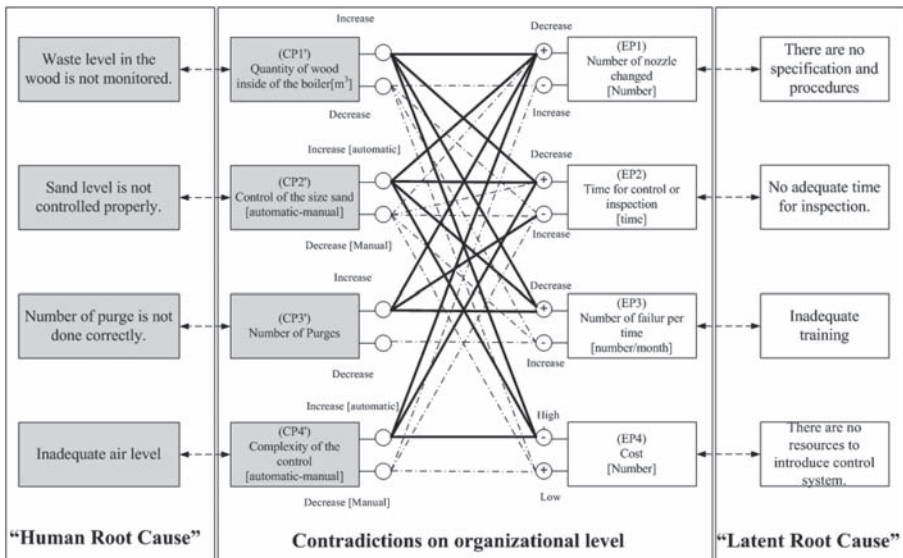 Waste level in the
wood is not monitored.
Sand level is not
controlled properly.
Number of purge is not
done correctly.
Inadequate air level
“Human Root Cause”
Increase
(CP1')
Quantity of wood
inside of the boiler[m³]
Decrease
Increase [automatic]
(CP2')
Control of the size sand
[automatic-manual]
Decrease [Manual]
Increase
(CP3')
Number of Purges
Decrease
Increase [automatic]
(CP4')
Complexity of the
control
[automatic-manual]
Decrease [Manual]
Decrease
+
(EP1)
Number of nozzle
changed
[Number]
-
Increase
Decrease
+
(EP2)
Time for control or
inspection
[time]
-
Increase
Decrease
+
(EP3)
Number of failur per
time
[number/month]
-
Increase
High
-
(EP4)
Cost
[Number]
+
Low
Contradictions on organizational level
There are no
specification and
procedures
No adequate time
for inspection.
Inadequate
training
There are no
resources to
introduce control
system.
“Latent Root Cause”